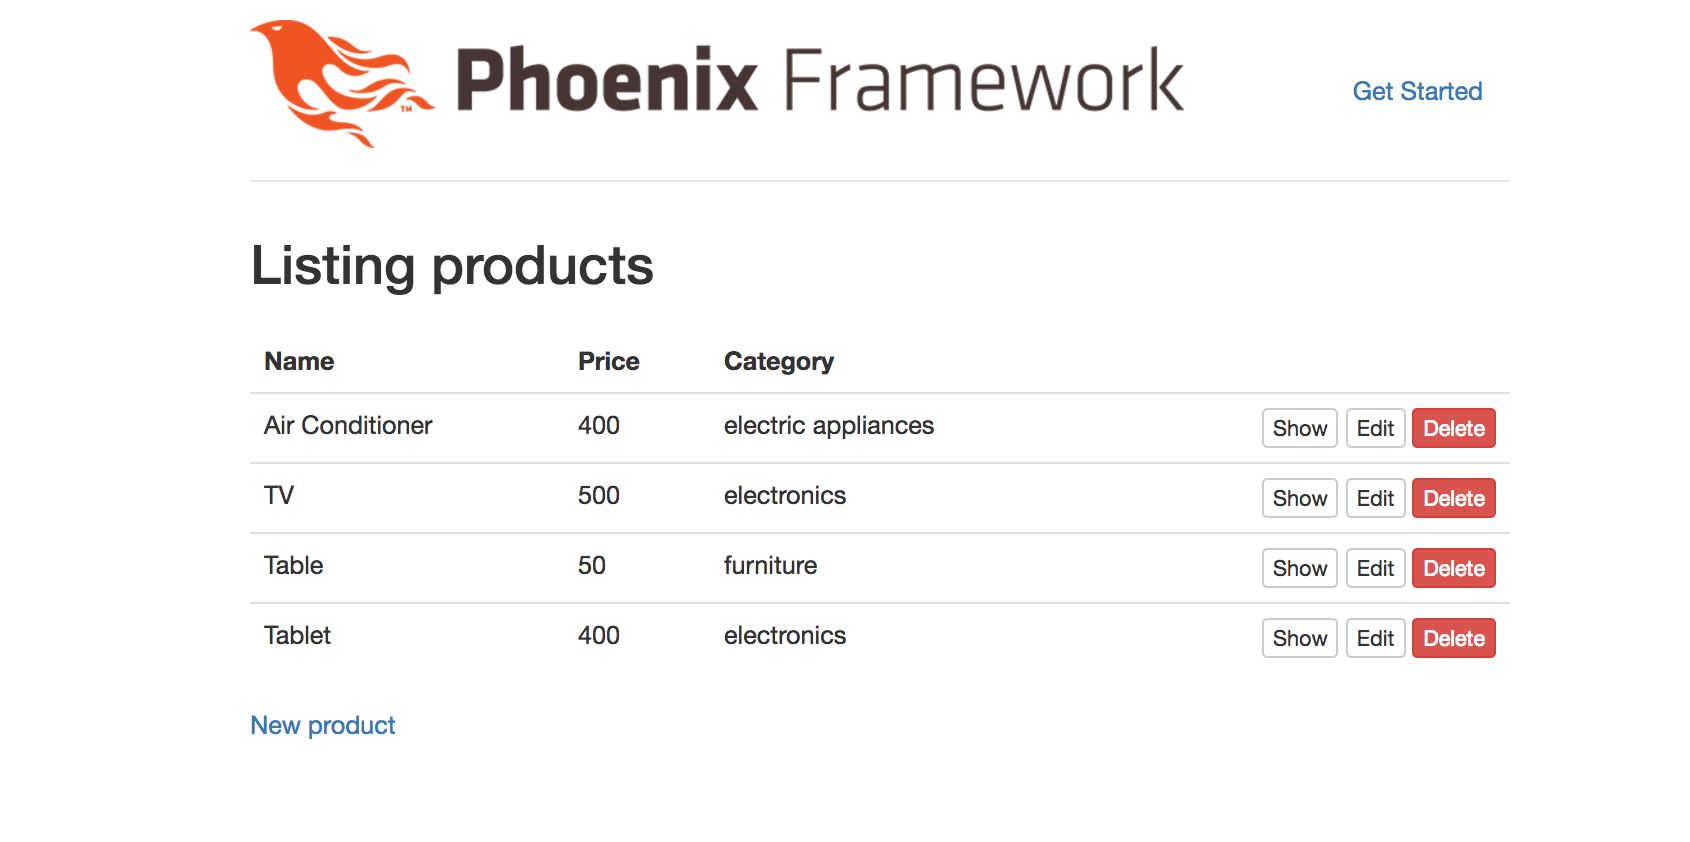 Phoenix Framework
TM
Get Started
Listing products
Name Price Category
Air Conditioner 400 electric appliances Show Edit Delete
TV 500 electronics Show Edit Delete
Table 50 furniture Show Edit Delete
Tablet 400 electronics Show Edit Delete
New product